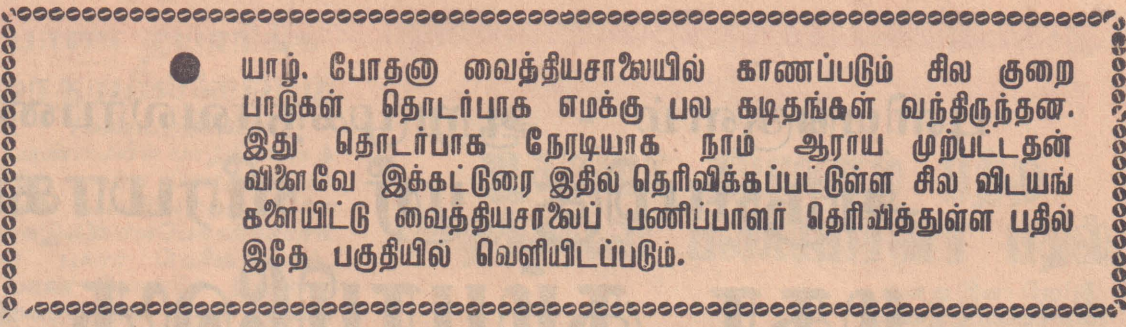 ● யாழ். போதனா வைத்தியசாலையில் காணப்படும் சில குறை
பாடுகள் தொடர்பாக எமக்கு பல கடிதங்கள் வந்திருந்தன.
இது தொடர்பாக நேரடியாக நாம் ஆராய முற்பட்டதன்
விளைவே இக்கட்டுரை இதில் தெரிவிக்கப்பட்டுள்ள சில விடயங்
களையிட்டு வைத்தியசாலைப் பணிப்பாளர் தெரிவித்துள்ள பதில்
இதே பகுதியில் வெளியிடப்படும்.